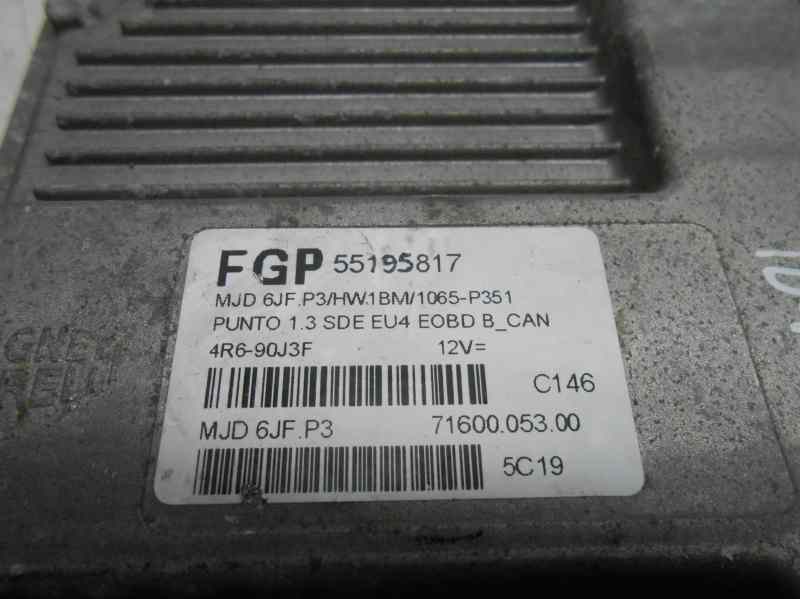 FGP 55195817
MJD 6JF.P3/HW.1BM/1065-P351
PUNTO 1.3 SDE EU4 EOBD B_CAN
4R6-90J3F 12V=
C146
MJD 6JF.P3 71600.053.00
5C19